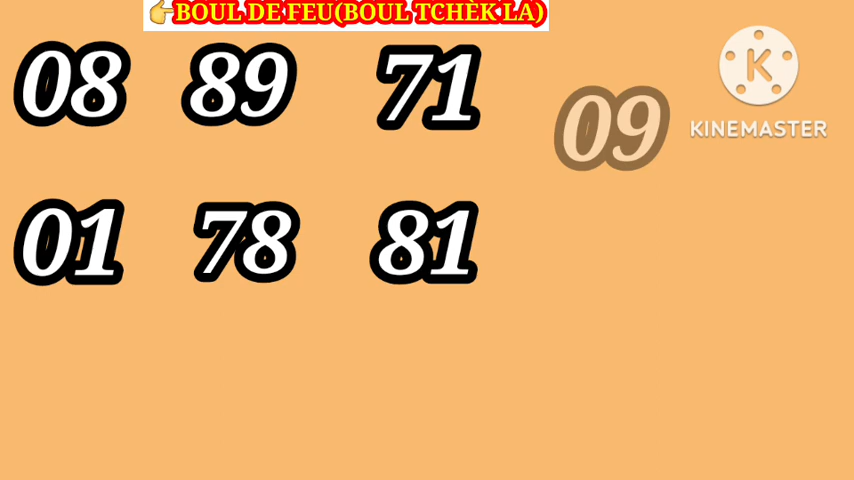 👉BOUL DE FEU(BOUL TCHÈK LA)
08 89 71
09
KINEMASTER
01 78 81